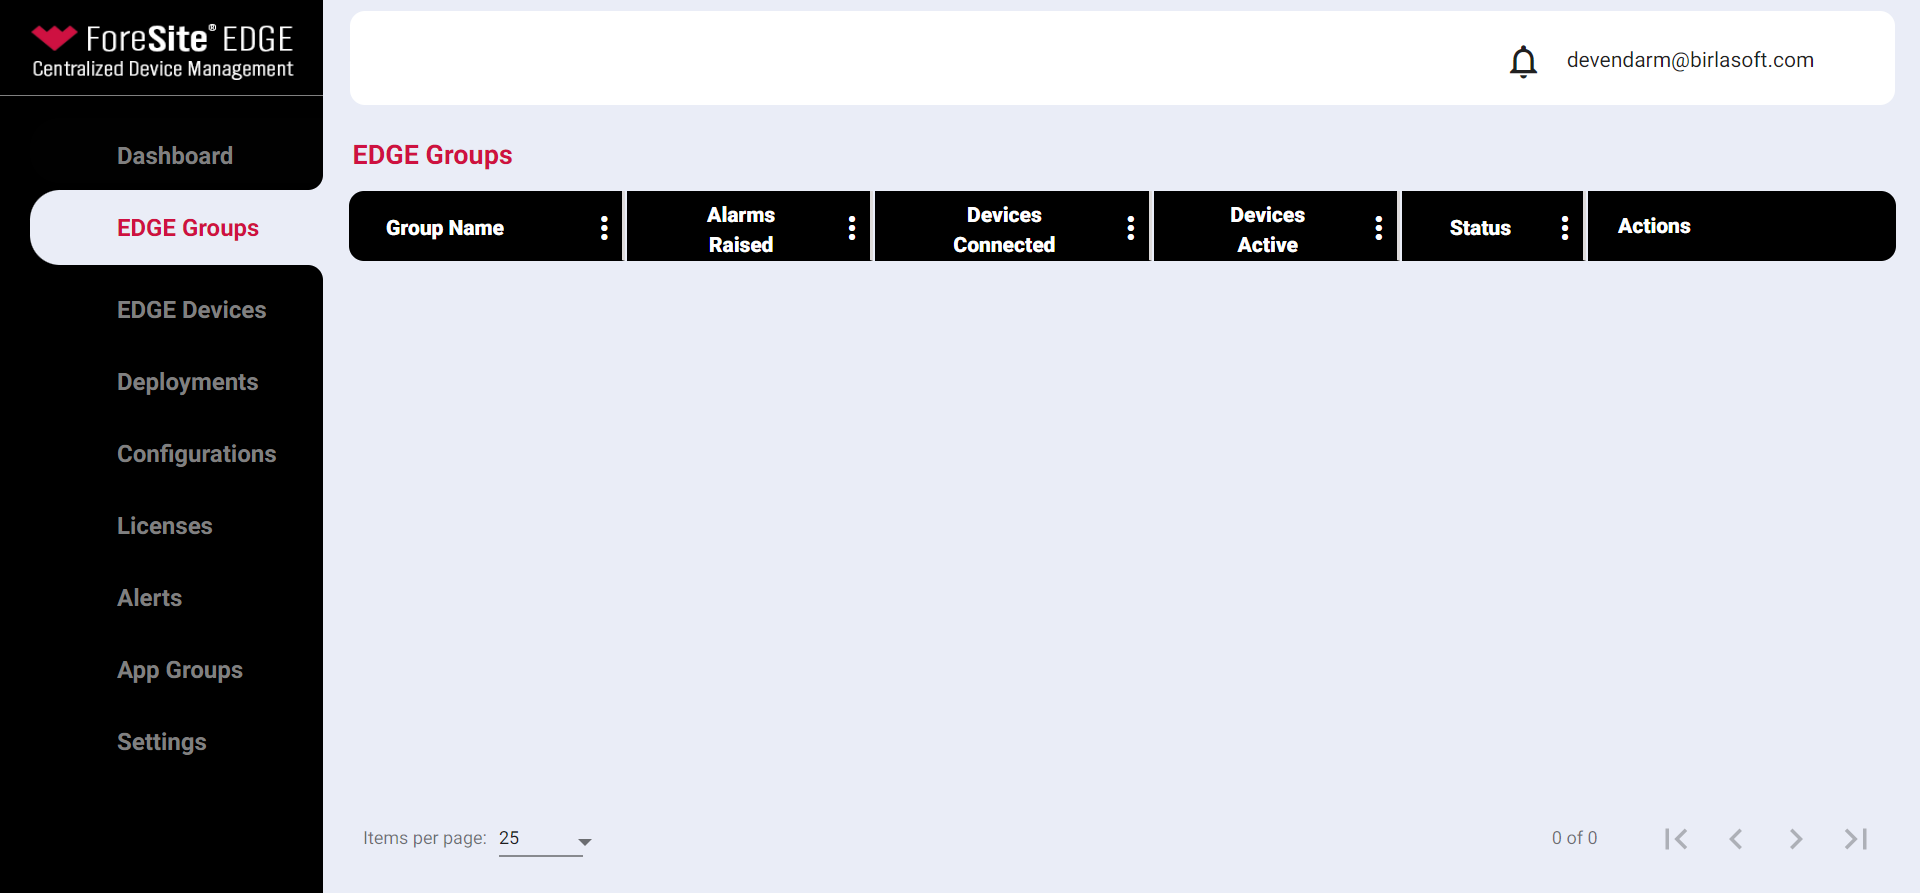 ForeSite® EDGE
Centralized Device Management
devendarm@birlasoft.com
Dashboard
EDGE Groups
EDGE Devices
Deployments
Configurations
Licenses
Alerts
App Groups
Settings
EDGE Groups
Group Name
Alarms
Raised
Devices
Connected
Devices
Active
Status
Actions
Items per page: 25
0 of 0